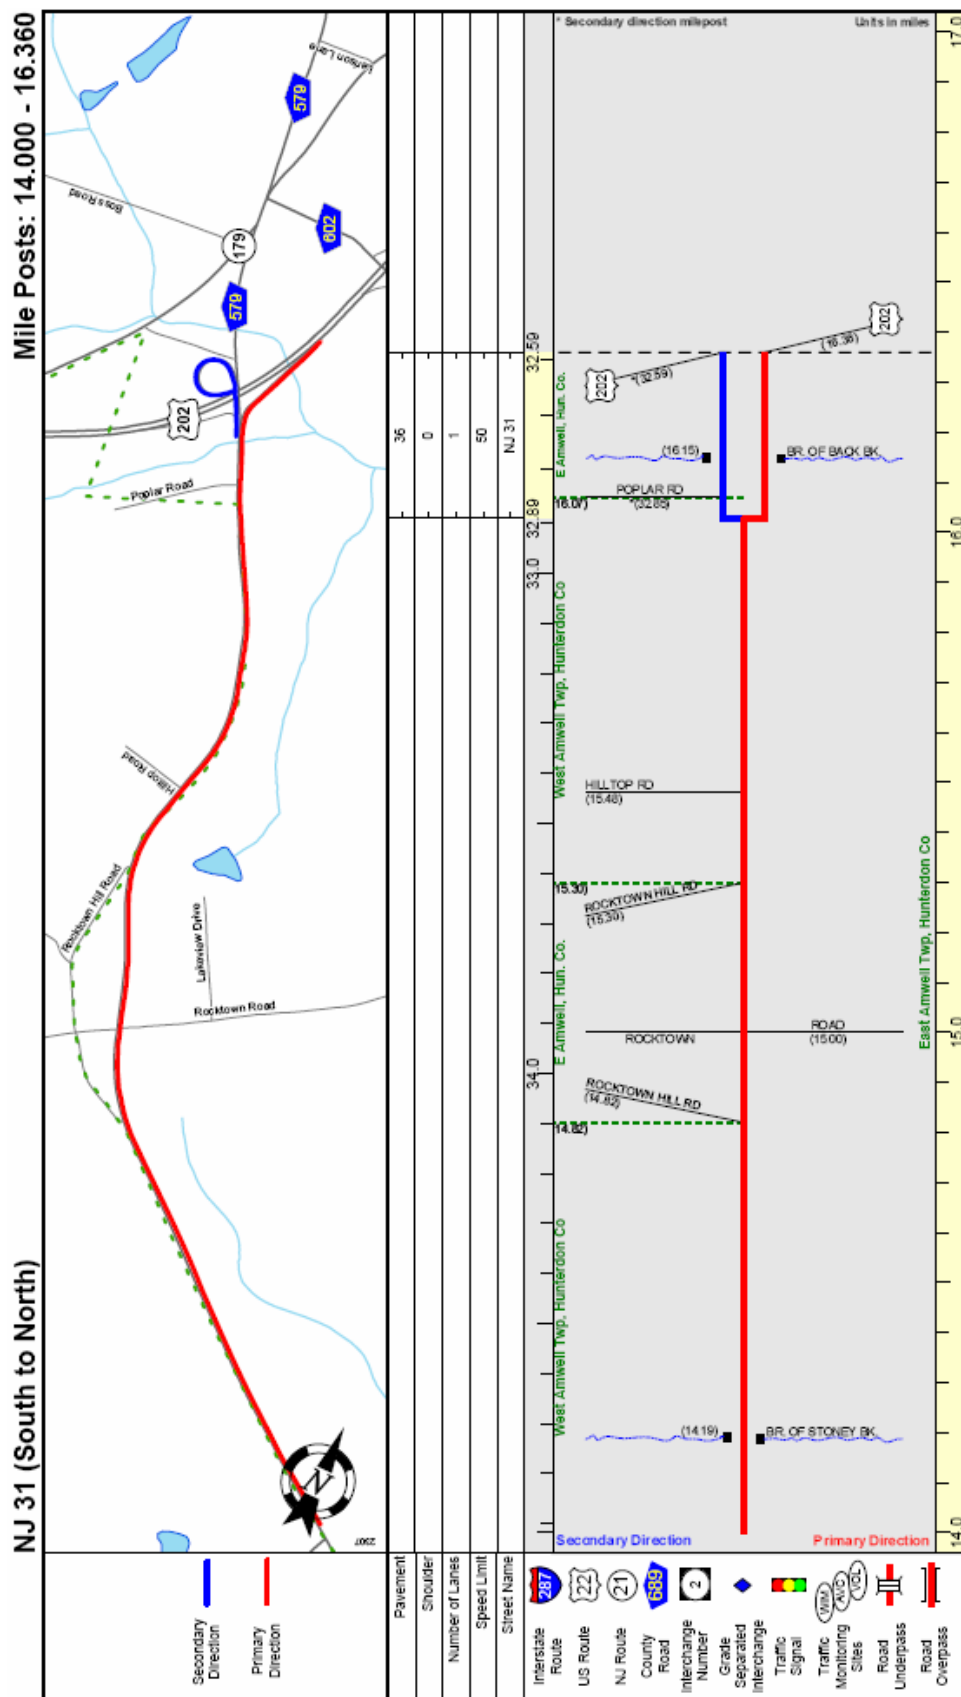 NJ 31 (South to North)
Mile Posts: 14.000 - 16.360
Secondary
Direction
Primary
Direction
N
2507
Rocktown Road
Lakeview Drive
Rocktown Hill Road
Hilltop Road
Poplar Road
202
579
179
602
579
Boss Road
Larison Lane
Pavement
36
Shoulder
0
Number of Lanes
1
Speed Limit
50
Street Name
NJ 31
34.0
33.0
32.89
32.59
* Secondary direction milepost
Units in miles
West Amwell Twp, Hunterdon Co
14.82)
E Amwell, Hun. Co.
15.30)
West Amwell Twp, Hunterdon Co
16.07)
E Amwell, Hun. Co.
(14.19)
BR. OF STONEY BK.
ROCKTOWN HILL RD
(14.82)
ROCKTOWN
ROAD
(15.00)
ROCKTOWN HILL RD
(15.30)
HILLTOP RD
(15.48)
POPLAR RD
(16.15)
BR. OF BACK BK.
202
*(32.59)
(16.36)
202
East Amwell Twp, Hunterdon Co
Secondary Direction
Primary Direction
14.0
15.0
16.0
17.0
Interstate
Route
287
US Route
22
NJ Route
21
County
Road
689
Interchange
Number
2
Grade
Separated
Interchange
Traffic
Signal
Traffic
Monitoring
Sites
WIM
AVC
VOL
Road
Underpass
Road
Overpass